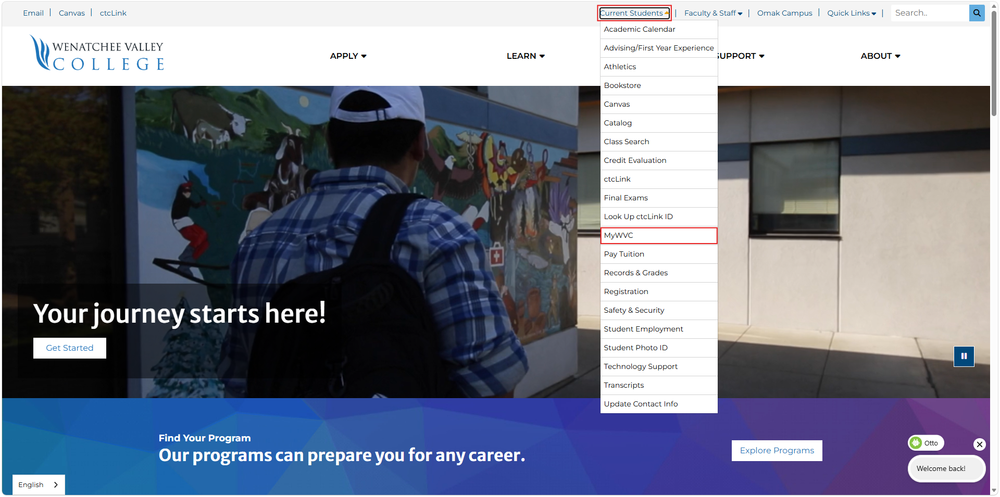 Email
Canvas
ctcLink
Current Students
Faculty & Staff
Omak Campus
Quick Links
Search..
WENATCHEE VALLEY
COLLEGE
APPLY
LEARN
SUPPORT
ABOUT
Academic Calendar
Advising/First Year Experience
Athletics
Bookstore
Canvas
Catalog
Class Search
Credit Evaluation
ctcLink
Final Exams
Look Up ctcLink ID
MyWVC
Pay Tuition
Records & Grades
Registration
Safety & Security
Student Employment
Student Photo ID
Technology Support
Transcripts
Update Contact Info
Your journey starts here!
Get Started
Find Your Program
Our programs can prepare you for any career.
Explore Programs
Otto
Welcome back!
English